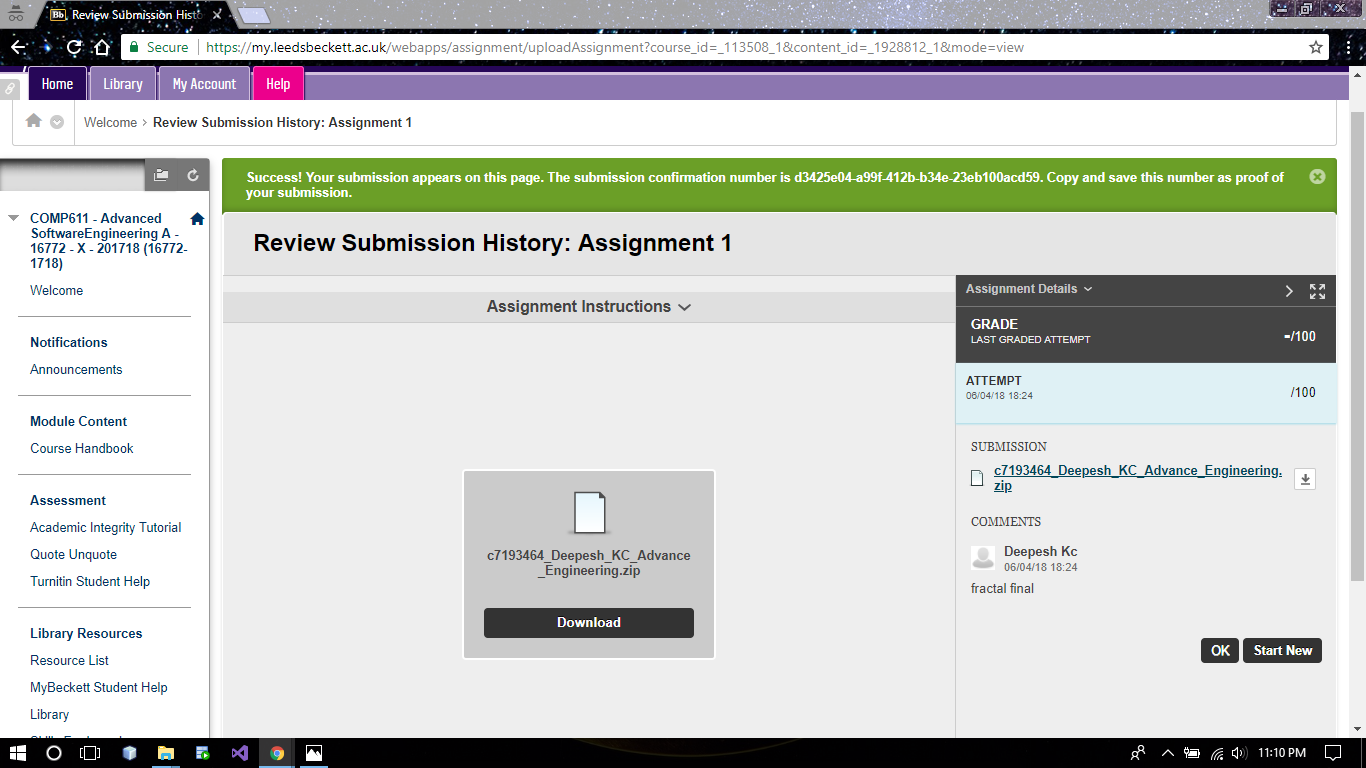 Bb Review Submission Histo
Secure
https://my.leedsbeckett.ac.uk/webapps/assignment/uploadAssignment?course_id=_113508_1&content_id=_1928812_1&mode=view
Home Library My Account Help
Welcome > Review Submission History: Assignment 1
Success! Your submission appears on this page. The submission confirmation number is d3425e04-a99f-412b-b34e-23eb100acd59. Copy and save this number as proof of
your submission.
COMP611 - Advanced
SoftwareEngineering A -
16772 - X - 201718 (16772-
1718)
Welcome
Notifications
Announcements
Module Content
Course Handbook
Assessment
Academic Integrity Tutorial
Quote Unquote
Turnitin Student Help
Library Resources
Resource List
MyBeckett Student Help
Library
Review Submission History: Assignment 1
Assignment Instructions
c7193464_Deepesh_KC_Advance
_Engineering.zip
Download
Assignment Details
GRADE
LAST GRADED ATTEMPT
-/100
ATTEMPT
06/04/18 18:24
/100
SUBMISSION
c7193464_Deepesh_KC_Advance_Engineering.
zip
COMMENTS
Deepesh Kc
06/04/18 18:24
fractal final
OK Start New
11:10 PM